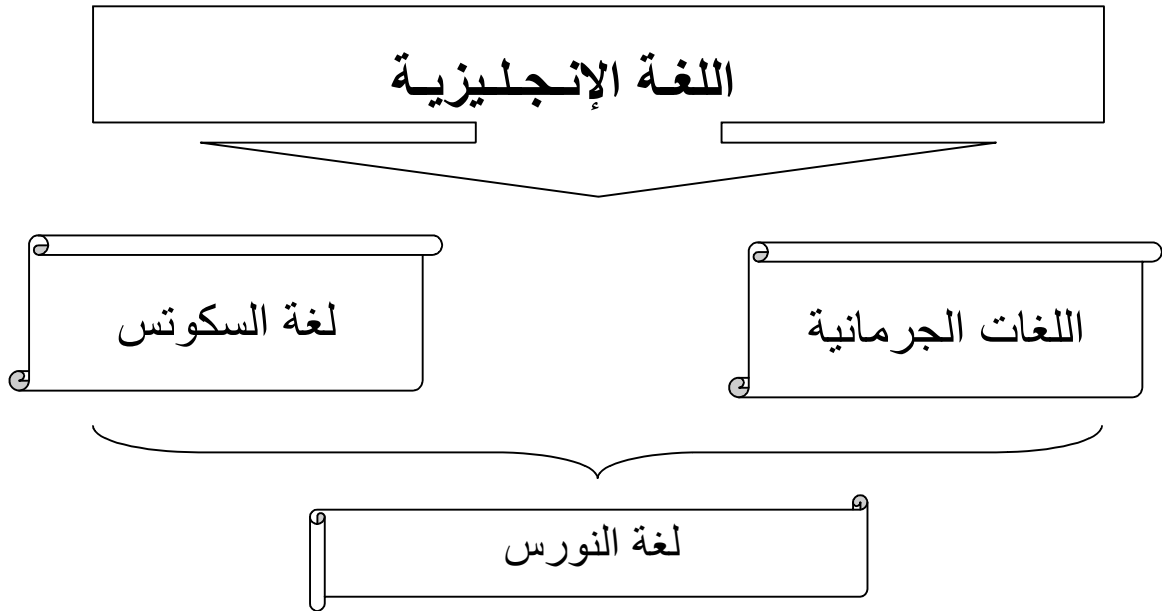 اللغة الإنجليزية
اللغات الجرمانية
لغة السكوتس
لغة النورس